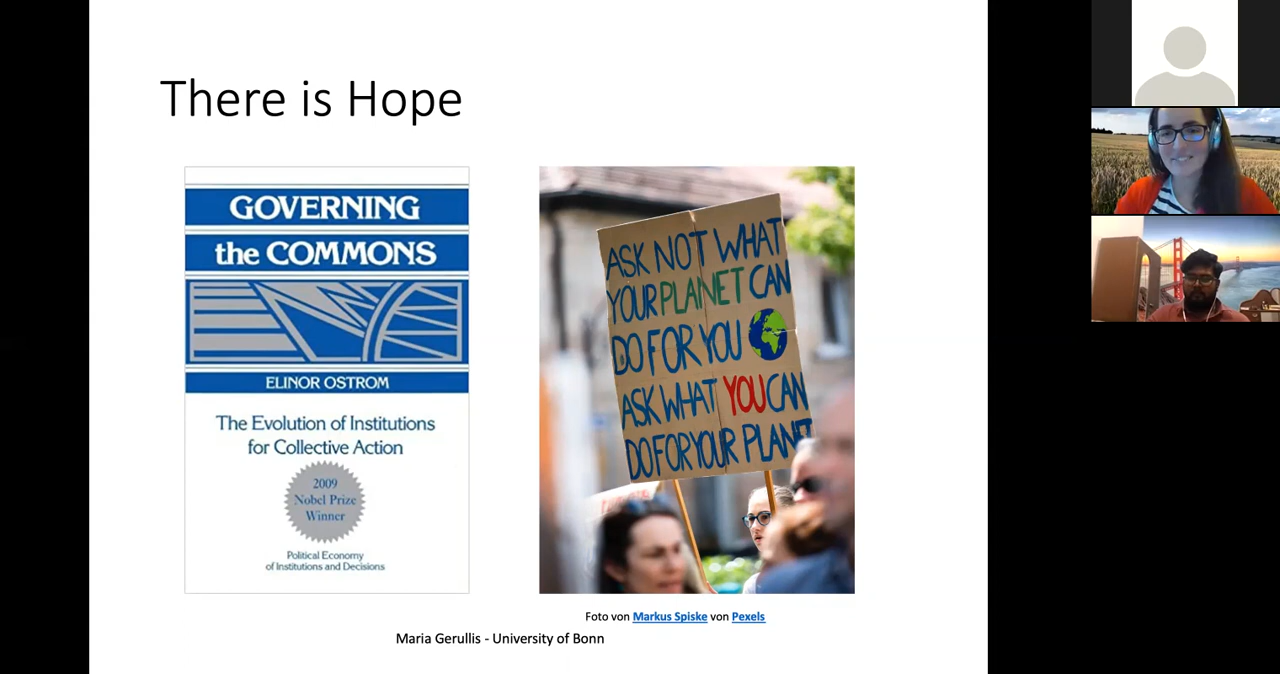 There is Hope
GOVERNING
the COMMONS
ELINOR OSTROM
The Evolution of Institutions
for Collective Action
2009
Nobel Prize
Winner
Political Economy
of Institutions and Decisions
ASK NOT WHAT
YOUR PLANET CAN
DO FOR YOU
ASK WHAT YOU CAN
DO FOR YOUR PLANET
Foto von Markus Spiske von Pexels
Maria Gerullis - University of Bonn